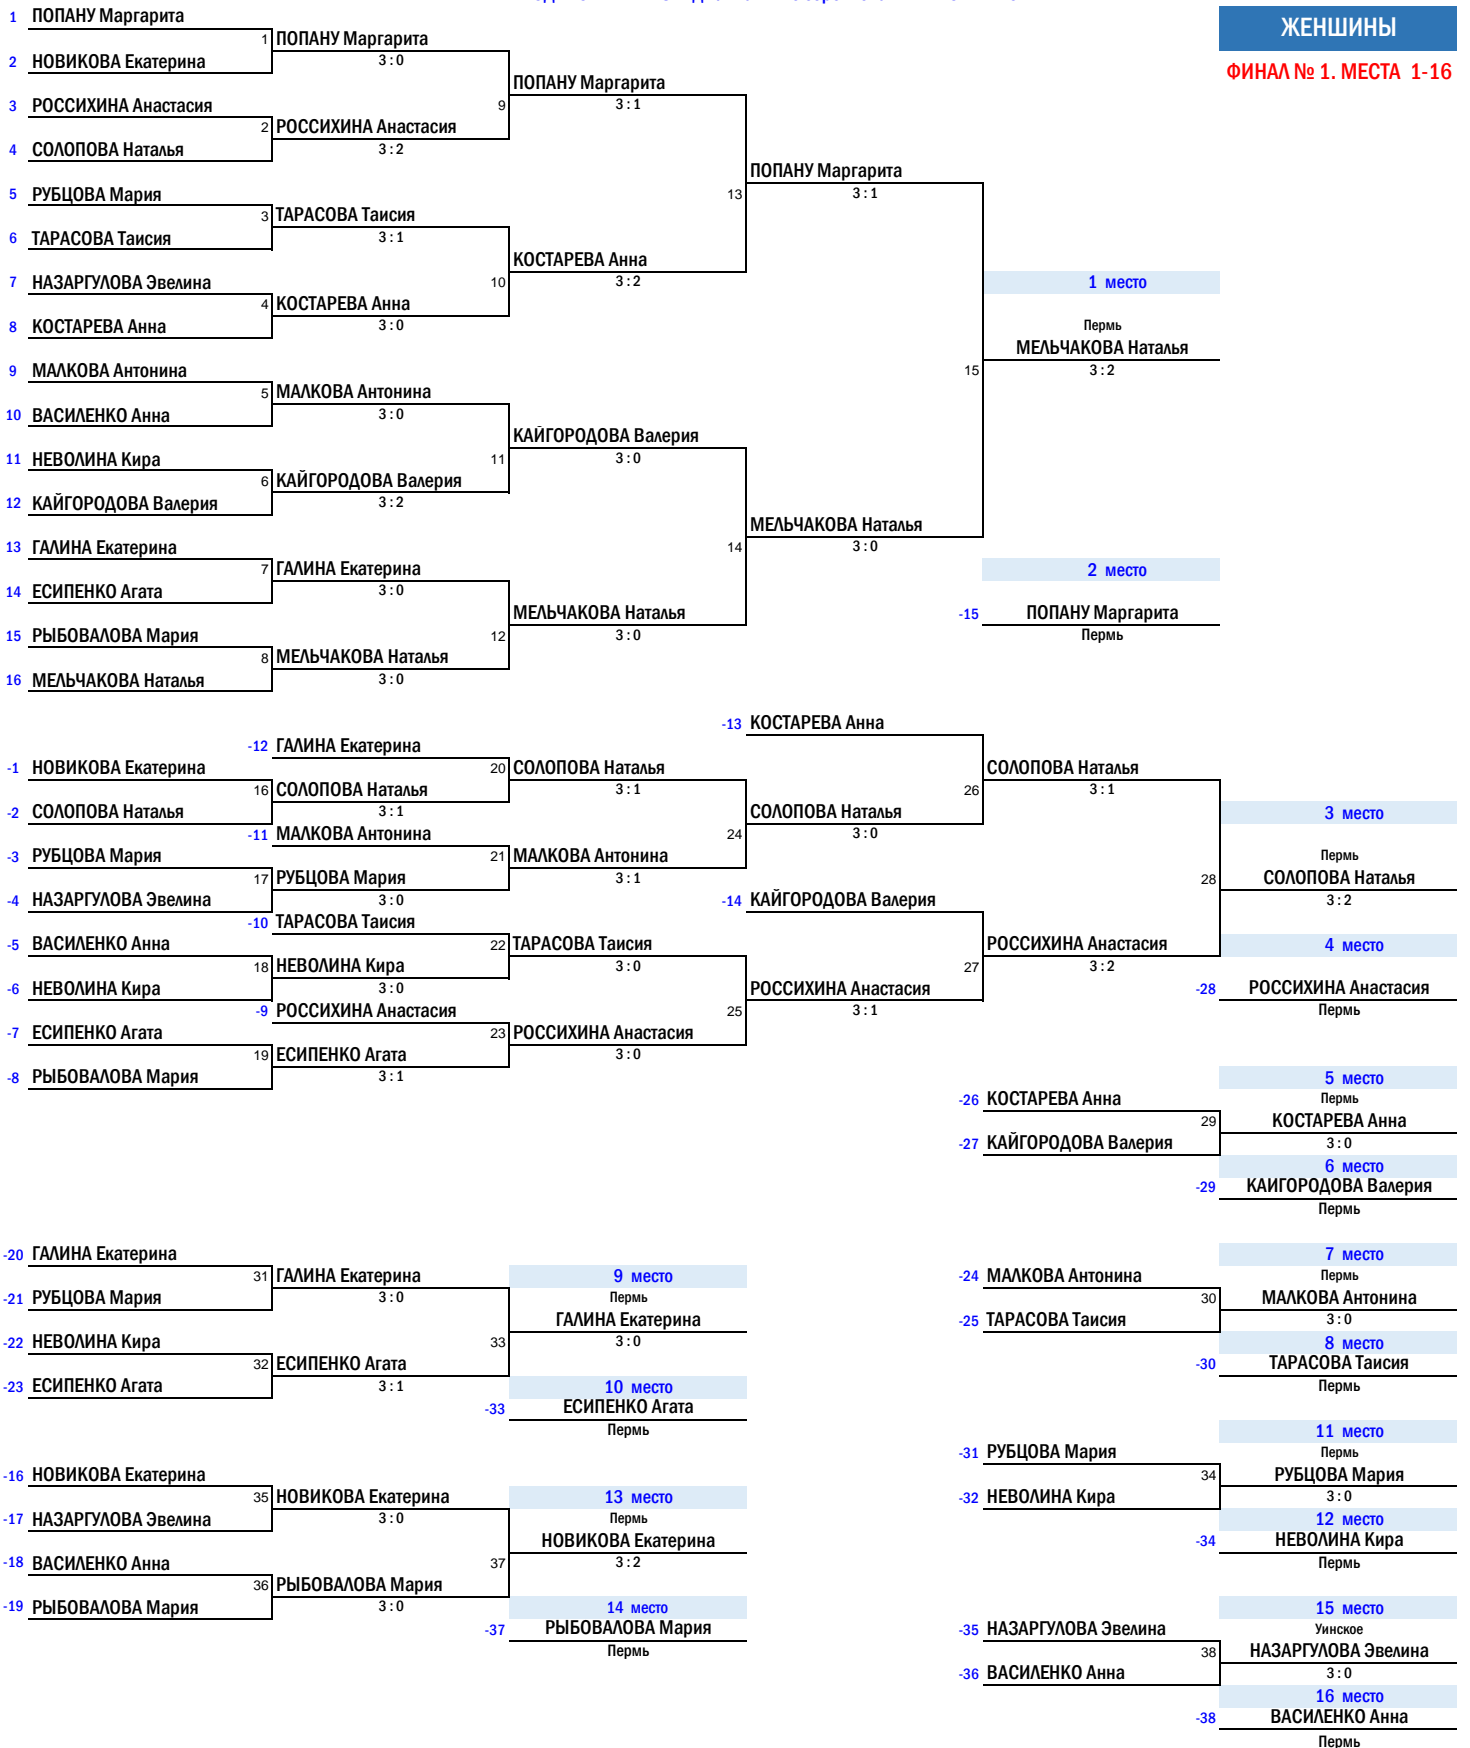 ЖЕНШИНЫ
ФИНАЛ № 1. МЕСТА 1-16
1 ПОПАНУ Маргарита
1 ПОПАНУ Маргарита
3 : 0
2 НОВИКОВА Екатерина
ПОПАНУ Маргарита
9
3 : 1
3 РОССИХИНА Анастасия
2 РОССИХИНА Анастасия
3 : 2
4 СОЛОПОВА Наталья
ПОПАНУ Маргарита
13
3 : 1
5 РУБЦОВА Мария
3 ТАРАСОВА Таисия
3 : 1
6 ТАРАСОВА Таисия
КОСТАРЕВА Анна
10
3 : 2
7 НАЗАРГУЛОВА Эвелина
4 КОСТАРЕВА Анна
3 : 0
8 КОСТАРЕВА Анна
1 место
Пермь
МЕЛЬЧАКОВА Наталья
15
3 : 2
9 МАЛКОВА Антонина
5 МАЛКОВА Антонина
3 : 0
10 ВАСИЛЕНКО Анна
КАЙГОРОДОВА Валерия
11
3 : 0
11 НЕВОЛИНА Кира
6 КАЙГОРОДОВА Валерия
3 : 2
12 КАЙГОРОДОВА Валерия
МЕЛЬЧАКОВА Наталья
14
3 : 0
13 ГАЛИНА Екатерина
7 ГАЛИНА Екатерина
3 : 0
14 ЕСИПЕНКО Агата
2 место
-15 ПОПАНУ Маргарита
Пермь
МЕЛЬЧАКОВА Наталья
12
3 : 0
15 РЫБОВАЛОВА Мария
8 МЕЛЬЧАКОВА Наталья
3 : 0
16 МЕЛЬЧАКОВА Наталья
-13 КОСТАРЕВА Анна
-12 ГАЛИНА Екатерина
-1 НОВИКОВА Екатерина
20 СОЛОПОВА Наталья
3 : 1
СОЛОПОВА Наталья
26
3 : 1
16 СОЛОПОВА Наталья
3 : 1
-2 СОЛОПОВА Наталья
СОЛОПОВА Наталья
24
3 : 0
3 место
-11 МАЛКОВА Антонина
-3 РУБЦОВА Мария
21 МАЛКОВА Антонина
3 : 1
Пермь
17 РУБЦОВА Мария
3 : 0
28 СОЛОПОВА Наталья
3 : 2
-4 НАЗАРГУЛОВА Эвелина
-14 КАЙГОРОДОВА Валерия
-10 ТАРАСОВА Таисия
-5 ВАСИЛЕНКО Анна
22 ТАРАСОВА Таисия
3 : 0
РОССИХИНА Анастасия
27
3 : 2
4 место
18 НЕВОЛИНА Кира
3 : 0
-6 НЕВОЛИНА Кира
РОССИХИНА Анастасия
25
3 : 1
-28 РОССИХИНА Анастасия
Пермь
-9 РОССИХИНА Анастасия
-7 ЕСИПЕНКО Агата
23 РОССИХИНА Анастасия
3 : 0
19 ЕСИПЕНКО Агата
3 : 1
-8 РЫБОВАЛОВА Мария
5 место
-26 КОСТАРЕВА Анна
Пермь
29 КОСТАРЕВА Анна
3 : 0
-27 КАЙГОРОДОВА Валерия
6 место
-29 КАЙГОРОДОВА Валерия
Пермь
-20 ГАЛИНА Екатерина
31 ГАЛИНА Екатерина
3 : 0
-21 РУБЦОВА Мария
9 место
Пермь
ГАЛИНА Екатерина
33
3 : 0
-22 НЕВОЛИНА Кира
32 ЕСИПЕНКО Агата
3 : 1
-23 ЕСИПЕНКО Агата
10 место
-33 ЕСИПЕНКО Агата
Пермь
7 место
-24 МАЛКОВА Антонина
Пермь
30 МАЛКОВА Антонина
3 : 0
-25 ТАРАСОВА Таисия
8 место
-30 ТАРАСОВА Таисия
Пермь
11 место
-31 РУБЦОВА Мария
Пермь
34 РУБЦОВА Мария
3 : 0
-32 НЕВОЛИНА Кира
12 место
-34 НЕВОЛИНА Кира
Пермь
-16 НОВИКОВА Екатерина
35 НОВИКОВА Екатерина
3 : 0
-17 НАЗАРГУЛОВА Эвелина
13 место
Пермь
НОВИКОВА Екатерина
37
3 : 2
-18 ВАСИЛЕНКО Анна
36 РЫБОВАЛОВА Мария
3 : 0
-19 РЫБОВАЛОВА Мария
14 место
-37 РЫБОВАЛОВА Мария
Пермь
15 место
-35 НАЗАРГУЛОВА Эвелина
Уинское
38 НАЗАРГУЛОВА Эвелина
3 : 0
-36 ВАСИЛЕНКО Анна
16 место
-38 ВАСИЛЕНКО Анна
Пермь